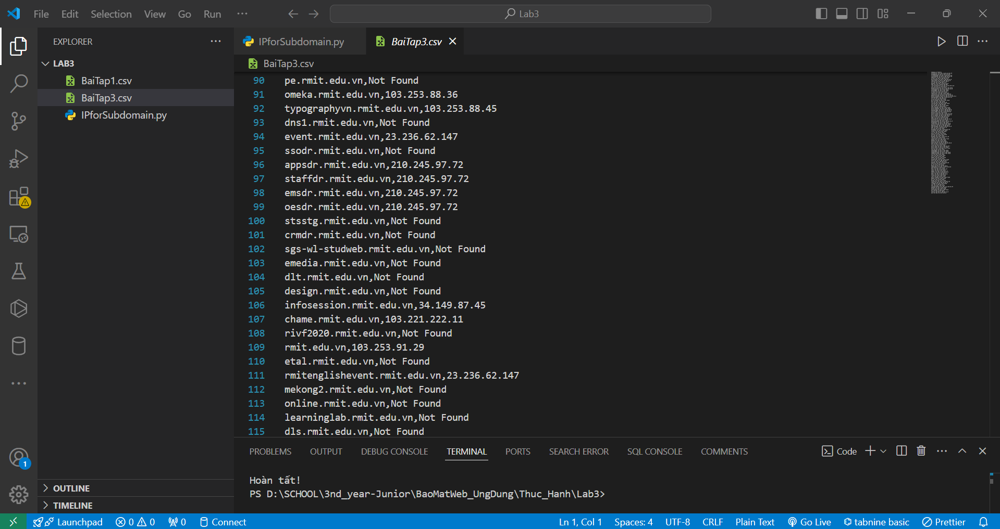 File Edit Selection View Go Run ··· Lab3
EXPLORER ···
LAB3
BaiTap1.csv
BaiTap3.csv
IPforSubdomain.py
OUTLINE
TIMELINE
IPforSubdomain.py BaiTap3.csv
BaiTap3.csv
90 pe.rmit.edu.vn,Not Found
91 omeka.rmit.edu.vn,103.253.88.36
92 typographyvn.rmit.edu.vn,103.253.88.45
93 dns1.rmit.edu.vn,Not Found
94 event.rmit.edu.vn,23.236.62.147
95 ssodr.rmit.edu.vn,Not Found
96 appsdr.rmit.edu.vn,210.245.97.72
97 staffdr.rmit.edu.vn,210.245.97.72
98 emsdr.rmit.edu.vn,210.245.97.72
99 oesdr.rmit.edu.vn,210.245.97.72
100 stsstg.rmit.edu.vn,Not Found
101 crmdr.rmit.edu.vn,Not Found
102 sgs-wl-studweb.rmit.edu.vn,Not Found
103 emedia.rmit.edu.vn,Not Found
104 dlt.rmit.edu.vn,Not Found
105 design.rmit.edu.vn,Not Found
106 infosession.rmit.edu.vn,34.149.87.45
107 chame.rmit.edu.vn,103.221.222.11
108 rivf2020.rmit.edu.vn,Not Found
109 rmit.edu.vn,103.253.91.29
110 etal.rmit.edu.vn,Not Found
111 rmitenglishevent.rmit.edu.vn,23.236.62.147
112 mekong2.rmit.edu.vn,Not Found
113 online.rmit.edu.vn,Not Found
114 learninglab.rmit.edu.vn,Not Found
115 dls.rmit.edu.vn,Not Found
PROBLEMS OUTPUT DEBUG CONSOLE TERMINAL PORTS SEARCH ERROR SQL CONSOLE COMMENTS Code
Hoàn tất!
PS D:\SCHOOL\3nd_year-Junior\BaoMatWeb_UngDung\Thuc_Hanh\Lab3>
1
Launchpad 0 0 0 Connect Ln 1, Col 1 Spaces: 4 UTF-8 CRLF Plain Text Go Live tabnine basic Prettier